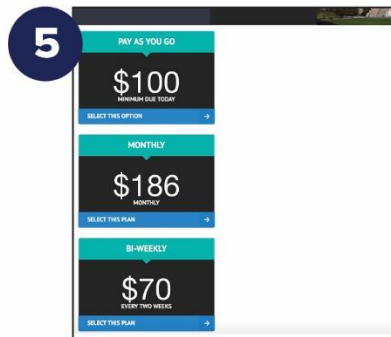 5
PAY AS YOU GO
$100
MINIMUM DUE TODAY
SELECT THIS OPTION
MONTHLY
$186
MONTHLY
SELECT THIS PLAN
BI-WEEKLY
$70
EVERY TWO WEEKS
SELECT THIS PLAN